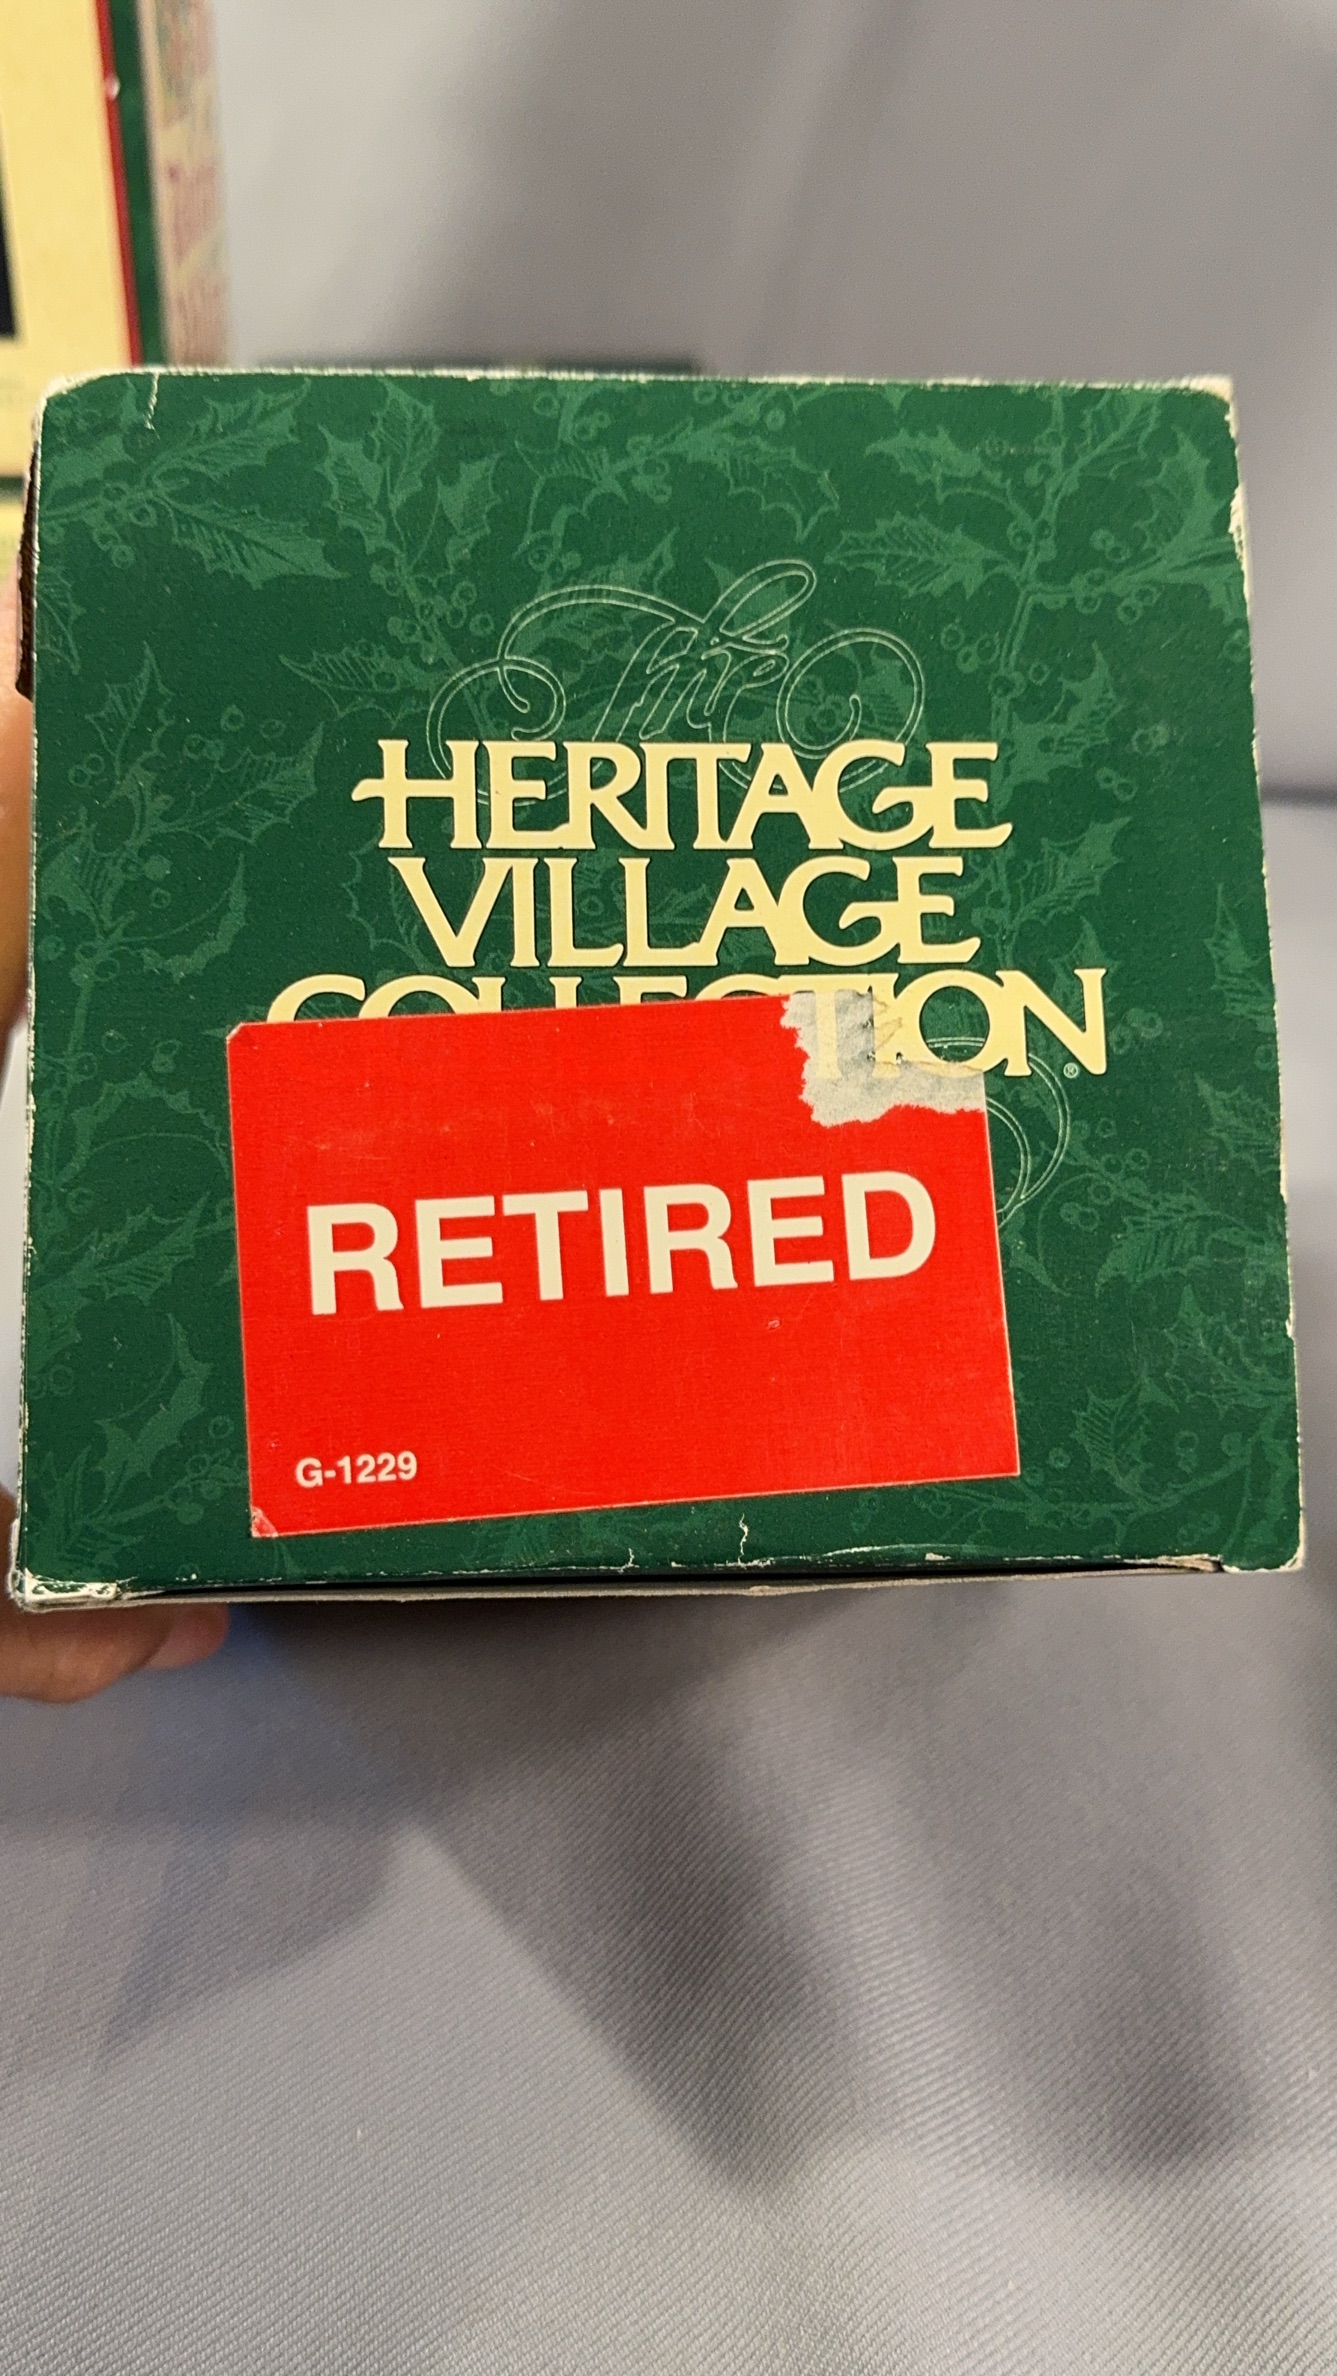 The
HERITAGE
VILLAGE
COLLECTION®
RETIRED
G-1229